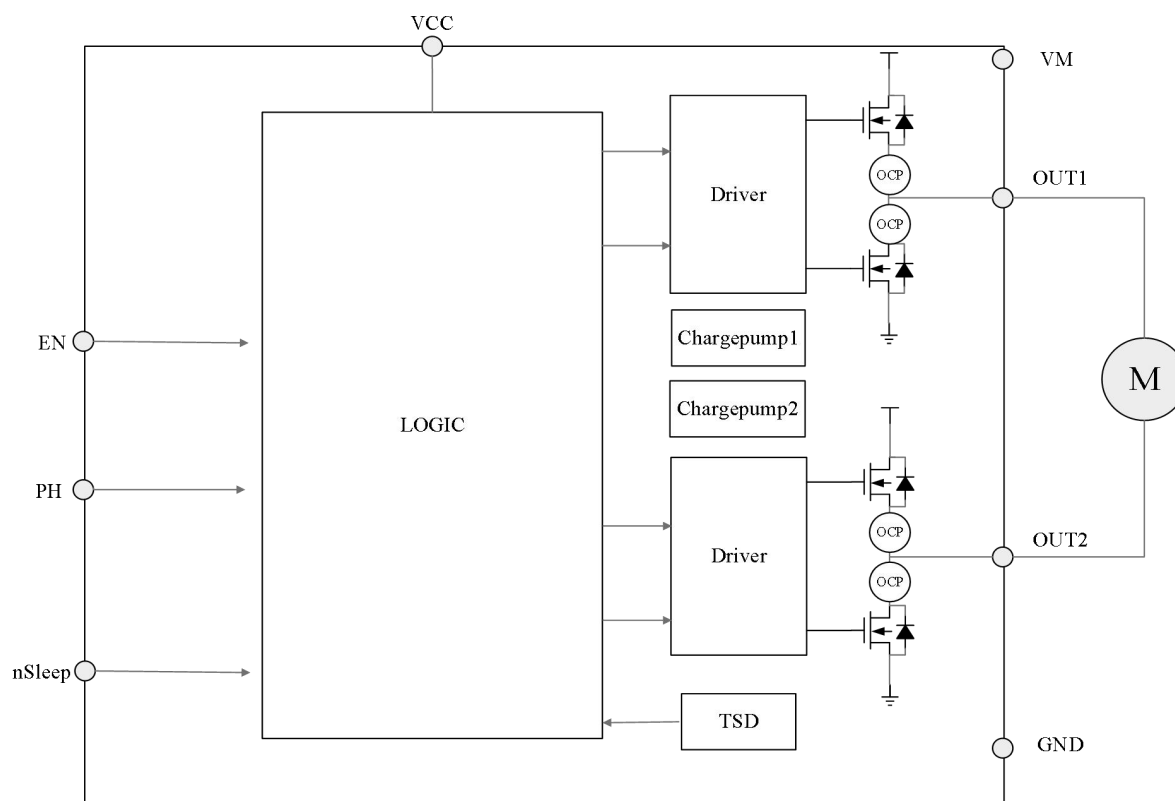 VCC
VM
OCP
OUT1
Driver
OCP
Chargepump1
EN
M
Chargepump2
LOGIC
PH
OCP
Driver
OUT2
OCP
nSleep
TSD
GND